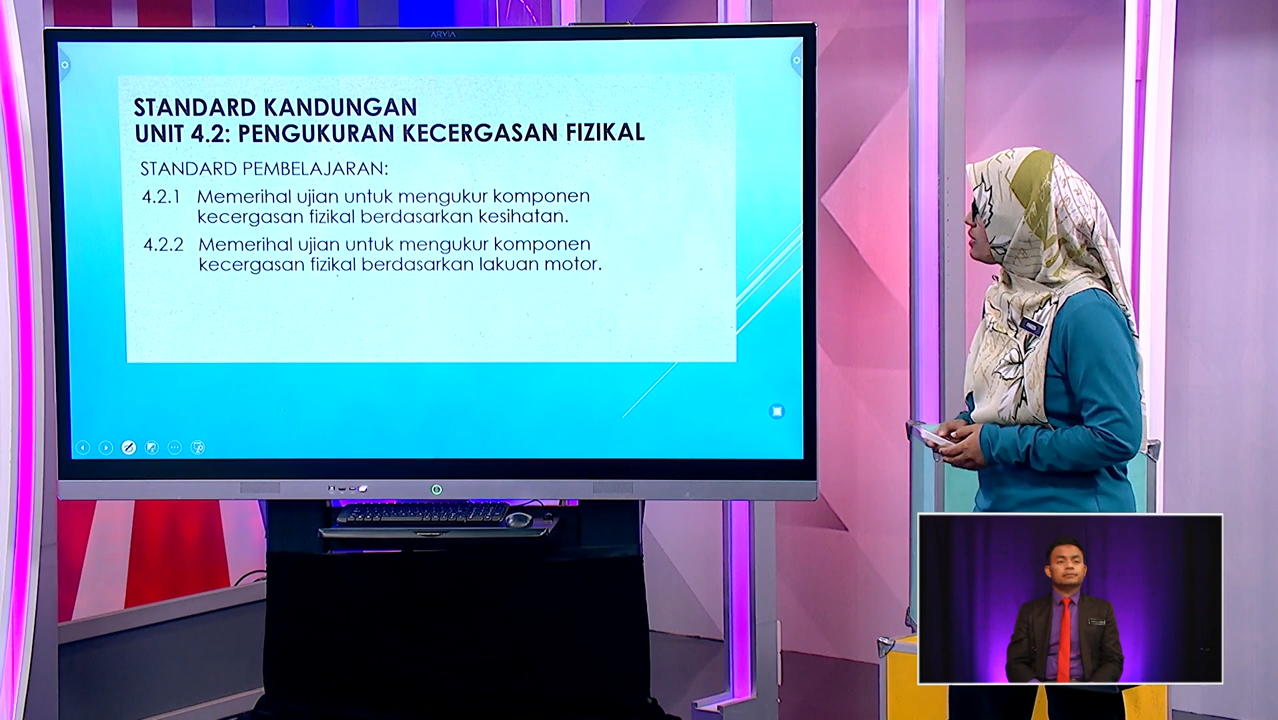 ARVIA
STANDARD KANDUNGAN
UNIT 4.2: PENGUKURAN KECERGASAN FIZIKAL
STANDARD PEMBELAJARAN:
4.2.1 Memerihal ujian untuk mengukur komponen
kecergasan fizikal berdasarkan kesihatan.
4.2.2 Memerihal ujian untuk mengukur komponen
kecergasan fizikal berdasarkan lakuan motor.